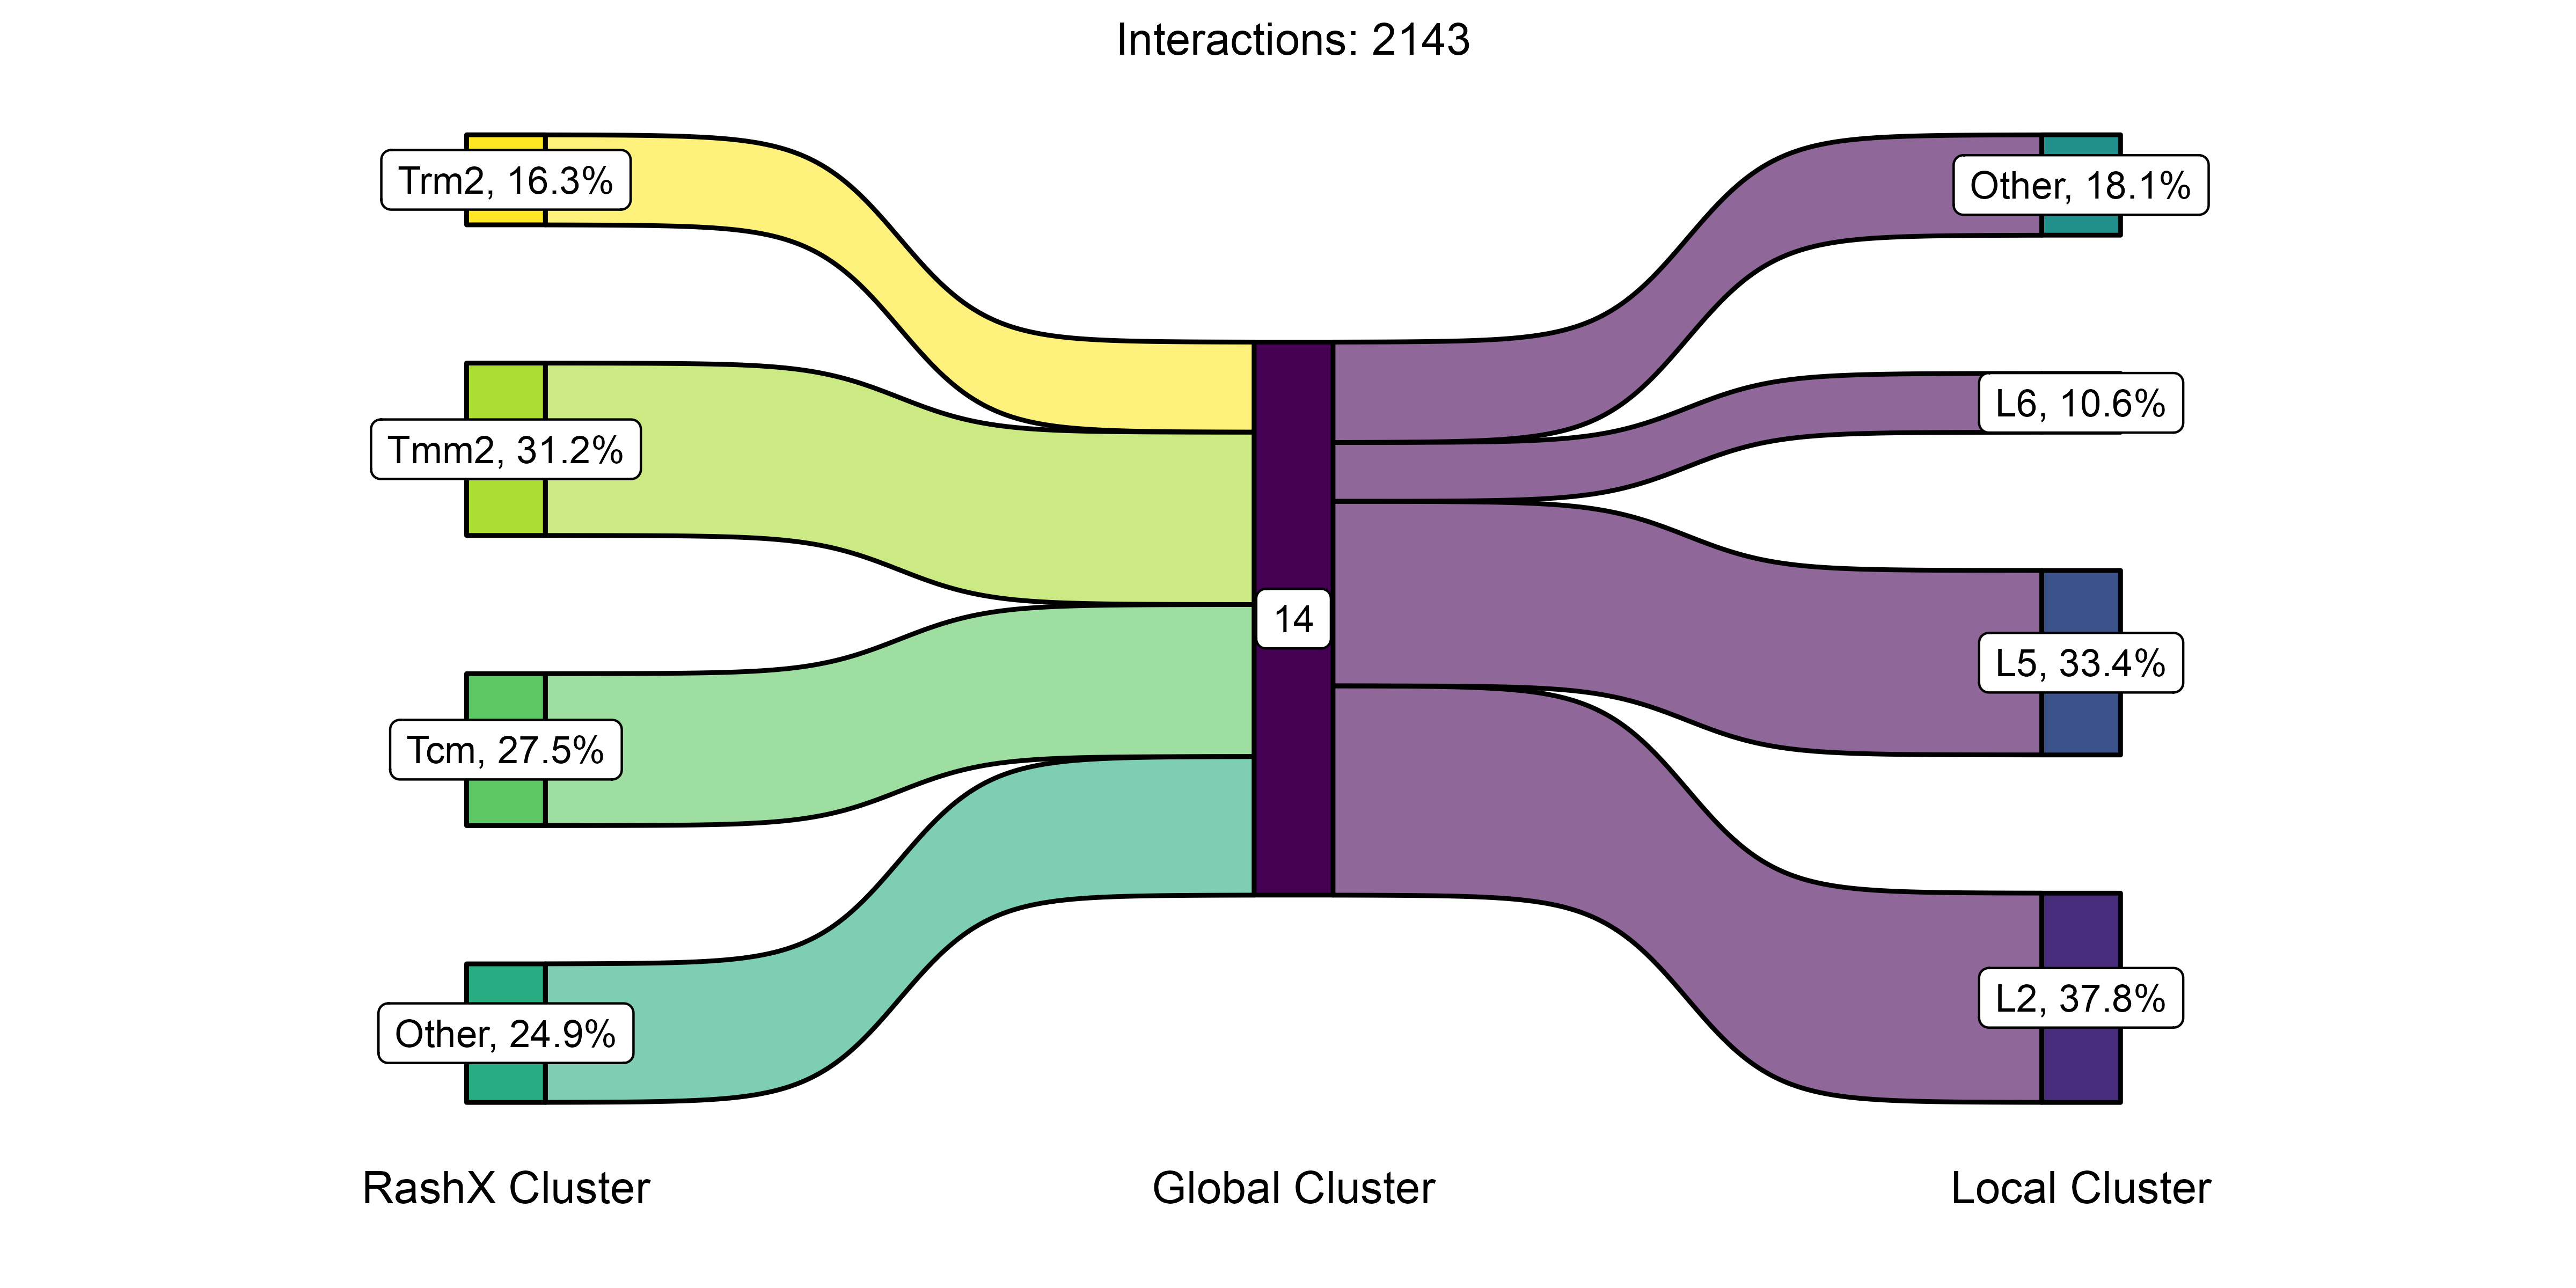 Interactions: 2143
Trm2, 16.3%
Other, 18.1%
Tmm2, 31.2%
L6, 10.6%
14
L5, 33.4%
Tcm, 27.5%
L2, 37.8%
Other, 24.9%
RashX Cluster
Global Cluster
Local Cluster